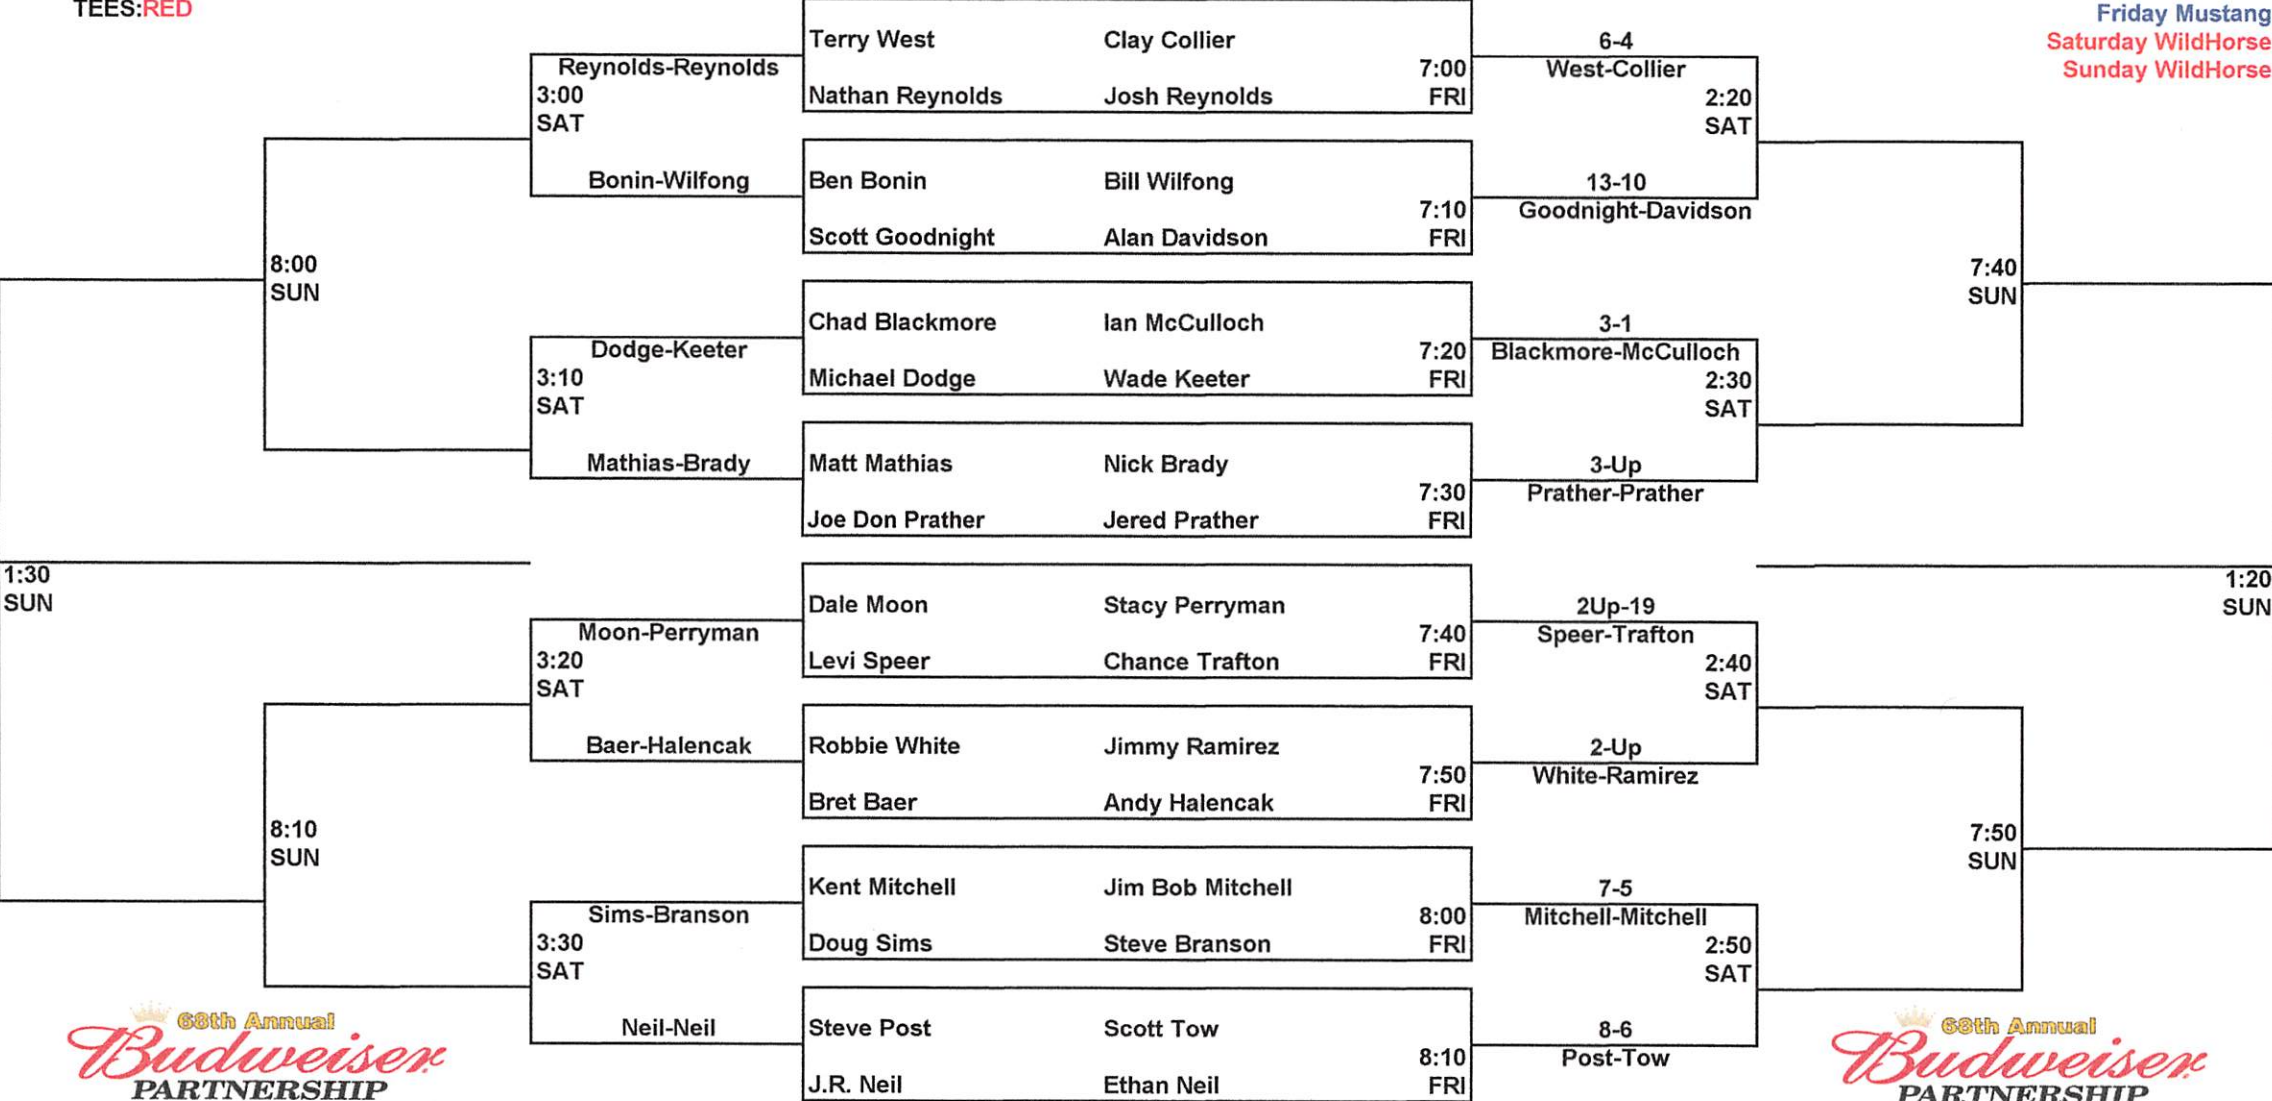 TEES:RED
Friday Mustang
Saturday WildHorse
Sunday WildHorse
Terry West Clay Collier
Nathan Reynolds Josh Reynolds
7:00
FRI
Reynolds-Reynolds
3:00
SAT
6-4
West-Collier
2:20
SAT
Bonin-Wilfong
Ben Bonin Bill Wilfong
Scott Goodnight Alan Davidson
7:10
FRI
13-10
Goodnight-Davidson
8:00
SUN
7:40
SUN
Chad Blackmore Ian McCulloch
Michael Dodge Wade Keeter
7:20
FRI
Dodge-Keeter
3:10
SAT
3-1
Blackmore-McCulloch
2:30
SAT
Mathias-Brady
Matt Mathias Nick Brady
Joe Don Prather Jered Prather
7:30
FRI
3-Up
Prather-Prather
1:30
SUN
1:20
SUN
Dale Moon Stacy Perryman
Levi Speer Chance Trafton
7:40
FRI
Moon-Perryman
3:20
SAT
2Up-19
Speer-Trafton
2:40
SAT
Baer-Halencak
Robbie White Jimmy Ramirez
Bret Baer Andy Halencak
7:50
FRI
2-Up
White-Ramirez
8:10
SUN
7:50
SUN
Kent Mitchell Jim Bob Mitchell
Doug Sims Steve Branson
8:00
FRI
Sims-Branson
3:30
SAT
7-5
Mitchell-Mitchell
2:50
SAT
Neil-Neil
Steve Post Scott Tow
J.R. Neil Ethan Neil
8:10
FRI
8-6
Post-Tow
68th Annual
Budweiser
PARTNERSHIP
68th Annual
Budweiser
PARTNERSHIP